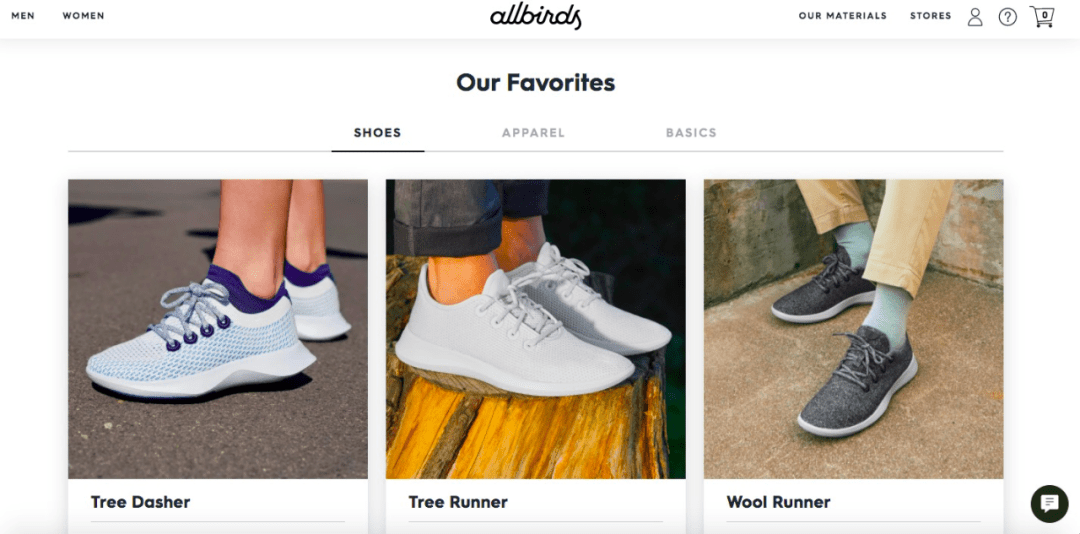 MEN WOMEN allbirds OUR MATERIALS STORES 0
Our Favorites
SHOES APPAREL BASICS
Tree Dasher Tree Runner Wool Runner